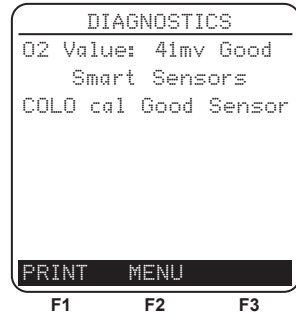 DIAGNOSTICS
O2 Value: 41mv Good
Smart Sensors
COLO cal Good Sensor
PRINT MENU
F1 F2 F3